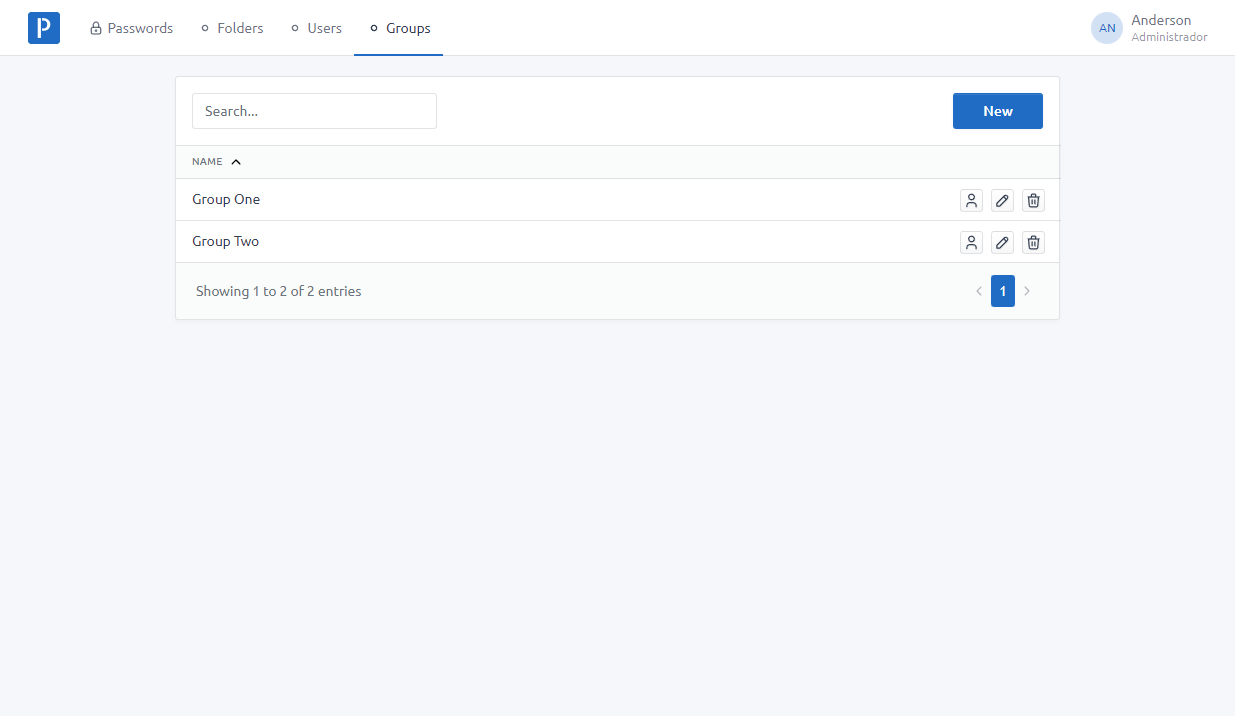 P
Passwords
Folders
Users
Groups
AN
Anderson
Administrador
Search...
New
NAME
Group One
Group Two
Showing 1 to 2 of 2 entries
1